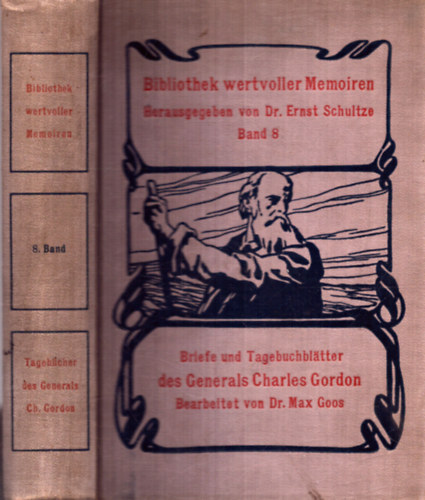 Bibliothek
wertvoller
Memoiren
8. Band
Tagebücher
des Generals
Ch. Gordon
Bibliothek wertvoller Memoiren
Herausgegeben von Dr. Ernst Schultze
Band 8
Briefe und Tagebuchblätter
des Generals Charles Gordon
Bearbeitet von Dr. Max Goos